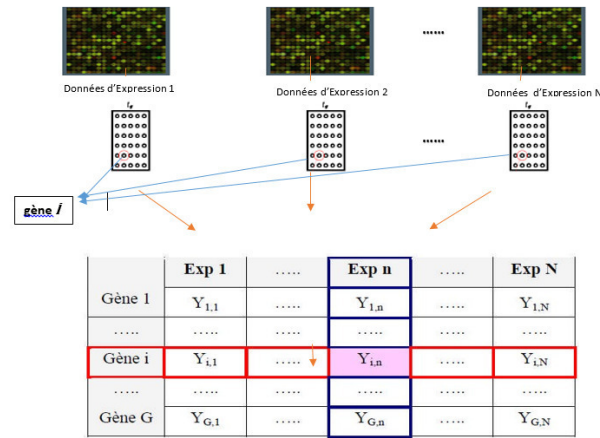 ......
Données d'Expression 1
Données d'Expression 2
Données d'Expression N
......
gène i
Exp 1 ..... Exp n ..... Exp N
Gène 1 Y1,1 ..... Y1,n ..... Y1,N
..... ..... ..... ..... ..... .....
Gène i Yi,1 ..... Yi,n ..... Yi,N
..... ..... ..... ..... ..... .....
Gène G YG,1 ..... YG,n ..... YG,N